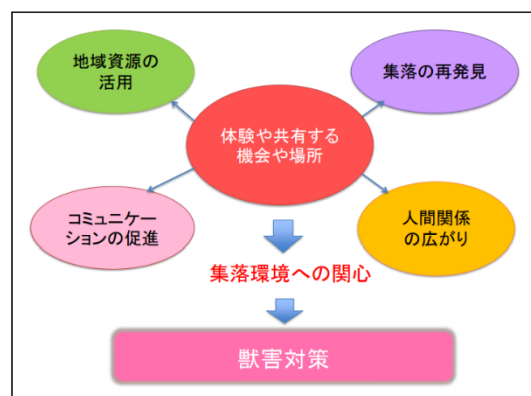 地域資源の
活用
集落の再発見
体験や共有する
機会や場所
コミュニケー
ションの促進
人間関係
の広がり
集落環境への関心
獣害対策